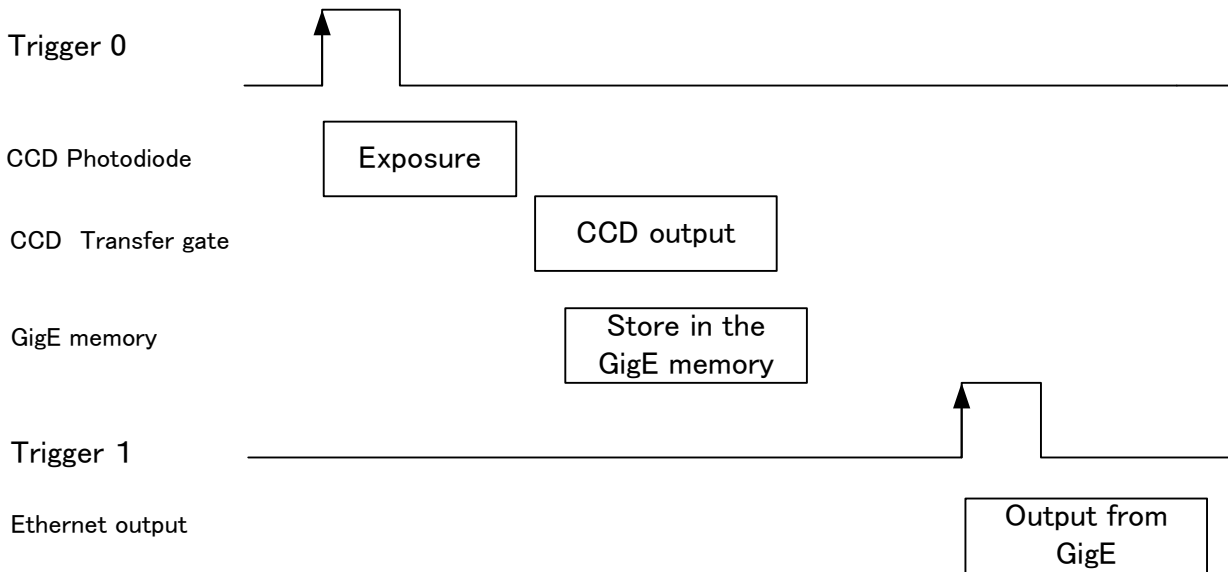 Trigger 0
CCD Photodiode
Exposure
CCD Transfer gate
CCD output
GigE memory
Store in the
GigE memory
Trigger 1
Ethernet output
Output from
GigE